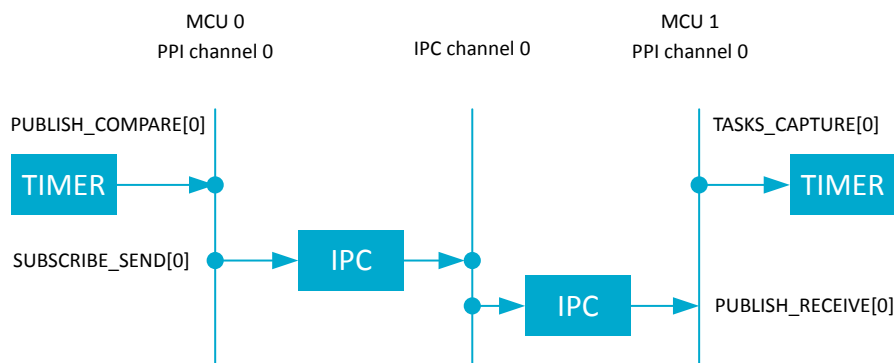 MCU 0
PPI channel 0
IPC channel 0
MCU 1
PPI channel 0
PUBLISH_COMPARE[0]
TASKS_CAPTURE[0]
TIMER
TIMER
SUBSCRIBE_SEND[0]
IPC
IPC
PUBLISH_RECEIVE[0]